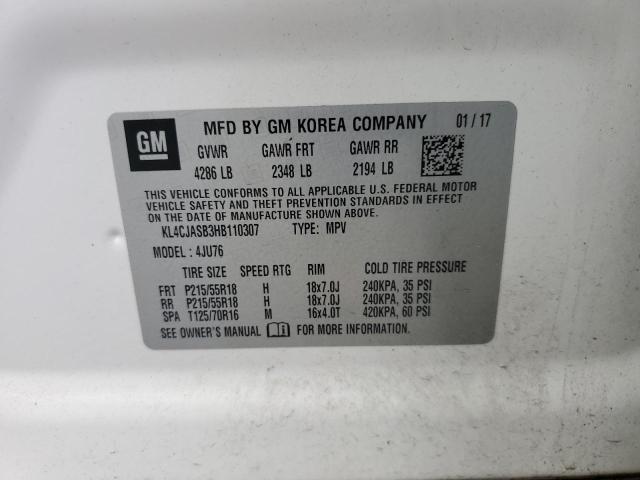 GM
MFD BY GM KOREA COMPANY 01 / 17
GVWR GAWR FRT GAWR RR
4286 LB 2348 LB 2194 LB
THIS VEHICLE CONFORMS TO ALL APPLICABLE U.S. FEDERAL MOTOR
VEHICLE SAFETY AND THEFT PREVENTION STANDARDS IN EFFECT ON
THE DATE OF MANUFACTURE SHOWN ABOVE.
KL4CJASB3HB110307 TYPE: MPV
MODEL : 4JU76
TIRE SIZE SPEED RTG RIM COLD TIRE PRESSURE
FRT P215/55R18 H 18x7.0J 240KPA, 35 PSI
RR P215/55R18 H 18x7.0J 240KPA, 35 PSI
SPA T125/70R16 M 16x4.0T 420KPA, 60 PSI
SEE OWNER'S MANUAL FOR MORE INFORMATION.